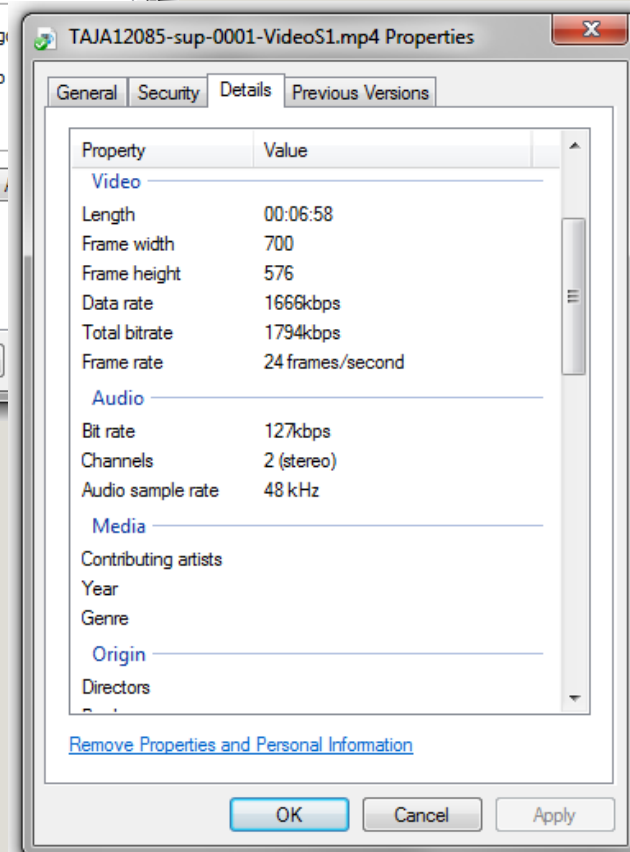 TAJA12085-sup-0001-VideoS1.mp4 Properties
General Security Details Previous Versions
Property Value
Video
Length 00:06:58
Frame width 700
Frame height 576
Data rate 1666kbps
Total bitrate 1794kbps
Frame rate 24 frames/second
Audio
Bit rate 127kbps
Channels 2 (stereo)
Audio sample rate 48 kHz
Media
Contributing artists
Year
Genre
Origin
Directors
Remove Properties and Personal Information
OK Cancel Apply